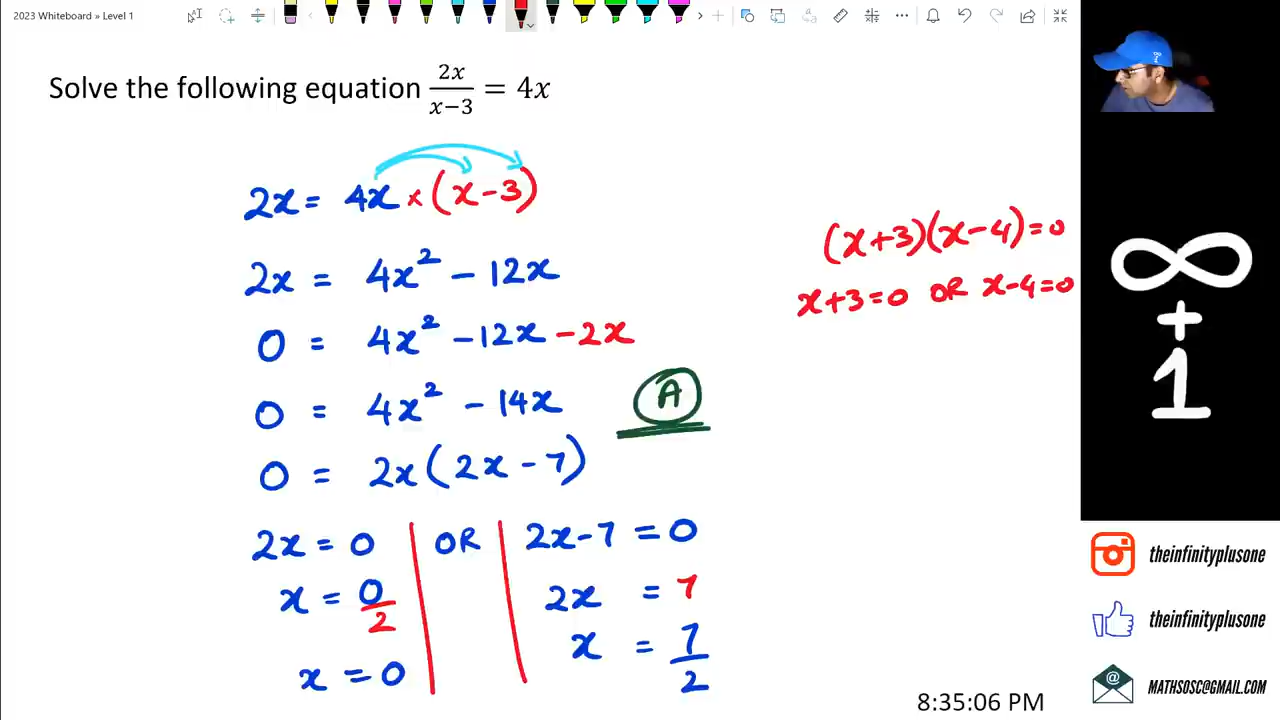 2023 Whiteboard » Level 1
Solve the following equation 2x/(x−3) = 4x
2x = 4x × (x − 3)
2x = 4x² − 12x
0 = 4x² − 12x − 2x
0 = 4x² − 14x
A
0 = 2x(2x − 7)
2x = 0 OR 2x − 7 = 0
x = 0/2 2x = 7
x = 0 x = 7/2
(x+3)(x−4)=0
x+3=0 OR x−4=0
8:35:06 PM
∞
+
1
theinfinityplusone
theinfinityplusone
@
MATHSOSC@GMAIL.COM